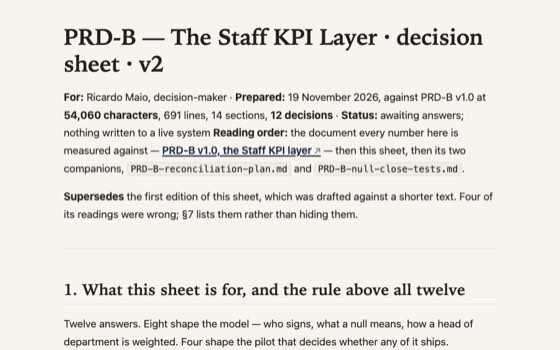 PRD-B — The Staff KPI Layer · decision
sheet · v2
For: Ricardo Maio, decision-maker · Prepared: 19 November 2026, against PRD-B v1.0 at
54,060 characters, 691 lines, 14 sections, 12 decisions · Status: awaiting answers;
nothing written to a live system Reading order: the document every number here is
measured against — PRD-B v1.0, the Staff KPI layer ↗ — then this sheet, then its two
companions, PRD-B-reconciliation-plan.md and PRD-B-null-close-tests.md .
Supersedes the first edition of this sheet, which was drafted against a shorter text. Four of
its readings were wrong; §7 lists them rather than hiding them.
1. What this sheet is for, and the rule above all twelve
Twelve answers. Eight shape the model — who signs, what a null means, how a head of
department is weighted. Four shape the pilot that decides whether any of it ships.